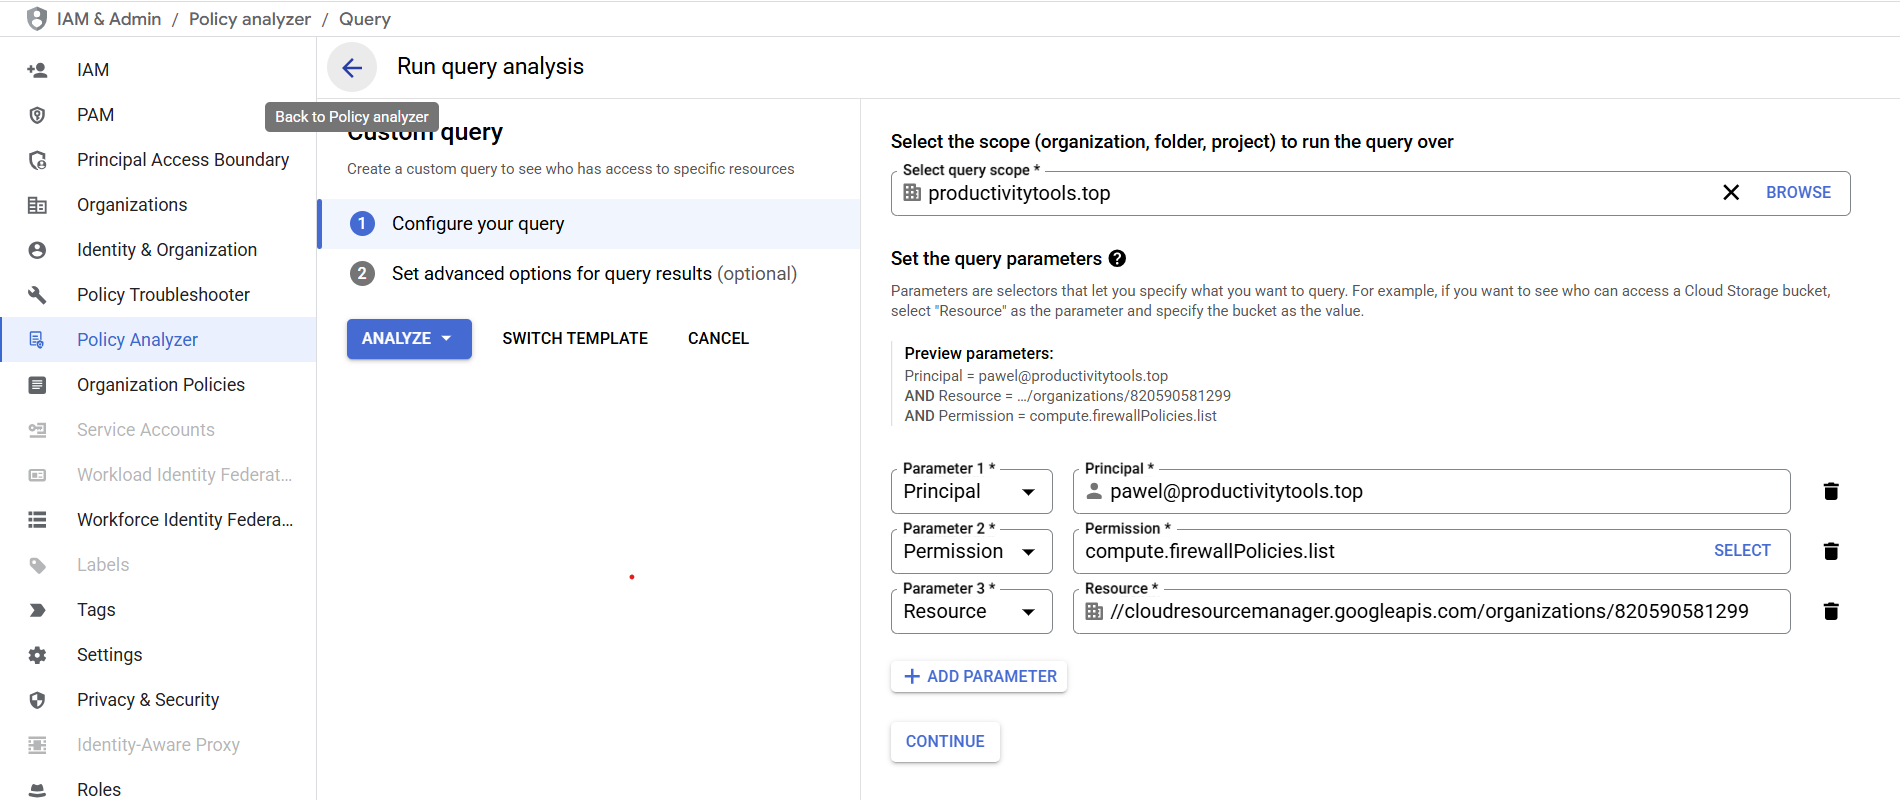 IAM & Admin / Policy analyzer / Query
IAM
PAM
Principal Access Boundary
Organizations
Identity & Organization
Policy Troubleshooter
Policy Analyzer
Organization Policies
Service Accounts
Workload Identity Federat...
Workforce Identity Federa...
Labels
Tags
Settings
Privacy & Security
Identity-Aware Proxy
Roles
Run query analysis
Back to Policy analyzer
Custom query
Create a custom query to see who has access to specific resources
1 Configure your query
2 Set advanced options for query results (optional)
ANALYZE SWITCH TEMPLATE CANCEL
Select the scope (organization, folder, project) to run the query over
Select query scope *
productivitytools.top BROWSE
Set the query parameters ?
Parameters are selectors that let you specify what you want to query. For example, if you want to see who can access a Cloud Storage bucket,
select "Resource" as the parameter and specify the bucket as the value.
Preview parameters:
Principal = pawel@productivitytools.top
AND Resource = .../organizations/820590581299
AND Permission = compute.firewallPolicies.list
Parameter 1 * Principal *
Principal pawel@productivitytools.top
Parameter 2 * Permission *
Permission compute.firewallPolicies.list SELECT
Parameter 3 * Resource *
Resource //cloudresourcemanager.googleapis.com/organizations/820590581299
+ ADD PARAMETER
CONTINUE